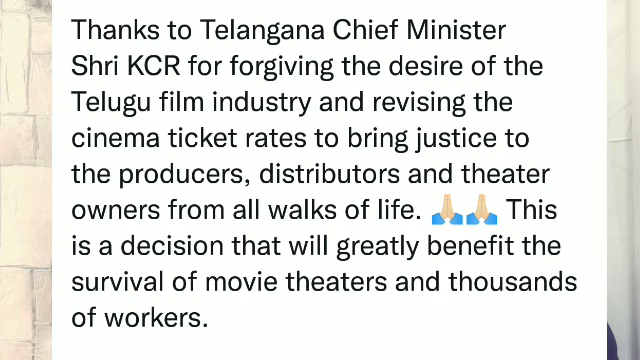 Thanks to Telangana Chief Minister
Shri KCR for forgiving the desire of the
Telugu film industry and revising the
cinema ticket rates to bring justice to
the producers, distributors and theater
owners from all walks of life. 🙏🙏 This
is a decision that will greatly benefit the
survival of movie theaters and thousands
of workers.